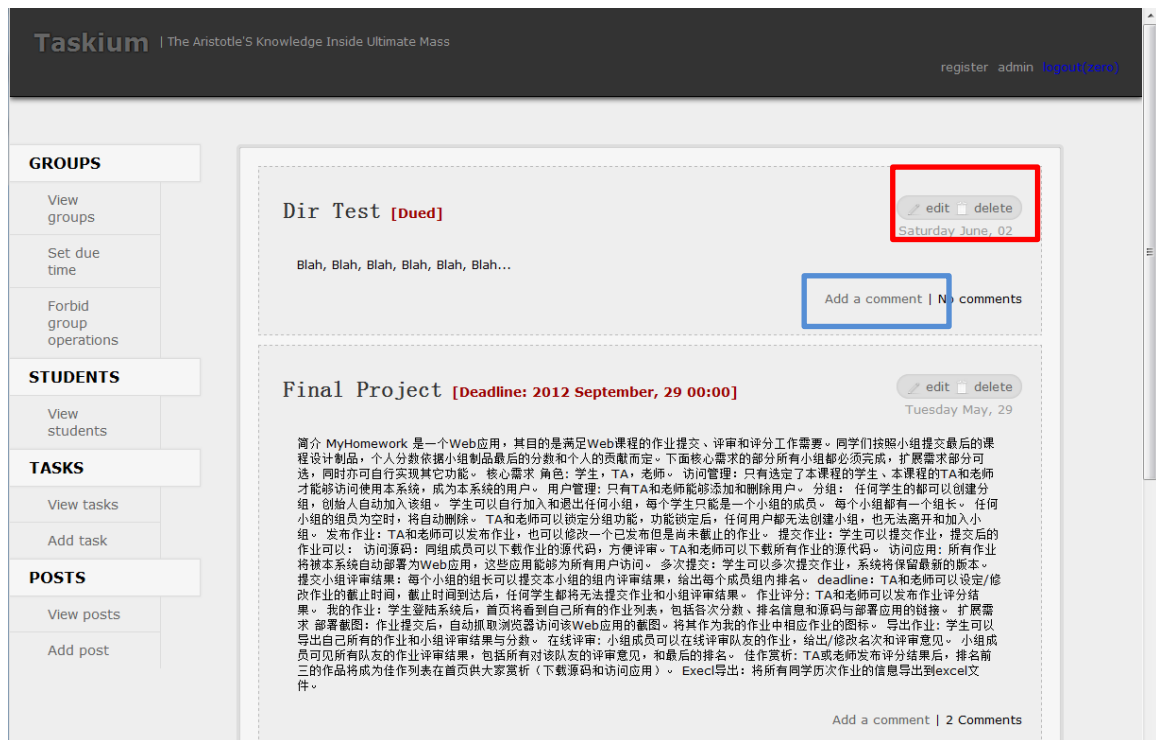 Taskium | The Aristotle'S Knowledge Inside Ultimate Mass
register admin logout(zero)
GROUPS
View
groups
Set due
time
Forbid
group
operations
STUDENTS
View
students
TASKS
View tasks
Add task
POSTS
View posts
Add post
Dir Test [Dued]
edit delete
Saturday June, 02
Blah, Blah, Blah, Blah, Blah, Blah...
Add a comment | No comments
Final Project [Deadline: 2012 September, 29 00:00]
edit delete
Tuesday May, 29
简介 MyHomework 是一个Web应用，其目的是满足Web课程的作业提交、评审和评分工作需要。同学们按照小组提交最后的课
程设计制品，个人分数依据小组制品最后的分数和个人的贡献而定。下面核心需求的部分所有小组都必须完成，扩展需求部分可
选，同时亦可自行实现其它功能。 核心需求 角色: 学生，TA，老师。 访问管理: 只有选定了本课程的学生、本课程的TA和老师
才能够访问使用本系统，成为本系统的用户。 用户管理: 只有TA和老师能够添加和删除用户。 分组： 任何学生的都可以创建分
组，创始人自动加入该组。 学生可以自行加入和退出任何小组，每个学生只能是一个小组的成员。 每个小组都有一个组长。 任何
小组的组员为空时，将自动删除。 TA和老师可以锁定分组功能，功能锁定后，任何用户都无法创建小组，也无法离开和加入小
组。 发布作业：TA和老师可以发布作业，也可以修改一个已发布但是尚未截止的作业。 提交作业：学生可以提交作业，提交后的
作业可以： 访问源码：同组成员可以下载作业的源代码，方便评审。TA和老师可以下载所有作业的源代码。 访问应用: 所有作业
将被本系统自动部署为Web应用，这些应用能够为所有用户访问。 多次提交：学生可以多次提交作业，系统将保留最新的版本。
提交小组评审结果：每个小组的组长可以提交本小组的组内评审结果，给出每个成员组内排名。 deadline：TA和老师可以设定/修
改作业的截止时间，截止时间到达后，任何学生都将无法提交作业和小组评审结果。 作业评分: TA和老师可以发布作业评分结
果。 我的作业：学生登陆系统后，首页将看到自己所有的作业列表，包括各次分数、排名信息和源码与部署应用的链接。 扩展需
求 部署截图：作业提交后，自动抓取浏览器访问该Web应用的截图。将其作为我的作业中相应作业的图标。 导出作业：学生可以
导出自己所有的作业和小组评审结果与分数。 在线评审: 小组成员可以在线评审队友的作业，给出/修改名次和评审意见。 小组成
员可见所有队友的作业评审结果，包括所有对该队友的评审意见，和最后的排名。 佳作赏析: TA或老师发布评分结果后，排名前
三的作品将成为佳作列表在首页供大家赏析（下载源码和访问应用）。 Execl导出：将所有同学历次作业的信息导出到excel文
件。
Add a comment | 2 Comments